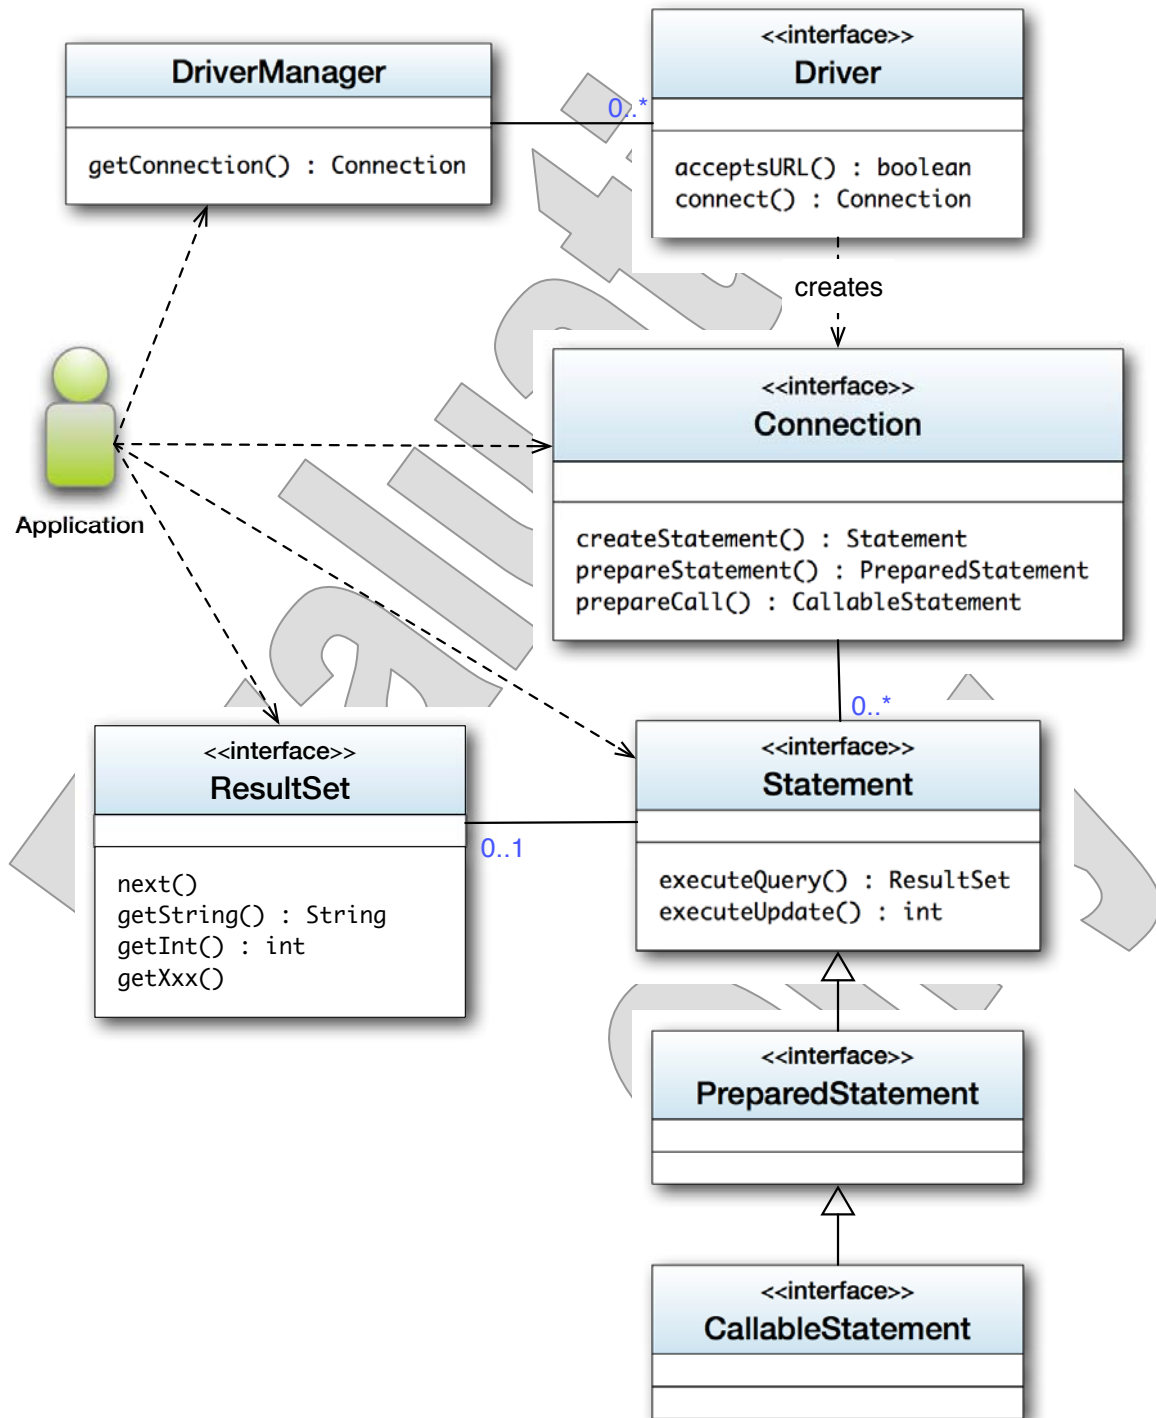 DriverManager
getConnection() : Connection
0..*
<<interface>>
Driver
acceptsURL() : boolean
connect() : Connection
creates
Application
<<interface>>
Connection
createStatement() : Statement
prepareStatement() : PreparedStatement
prepareCall() : CallableStatement
0..*
<<interface>>
ResultSet
next()
getString() : String
getInt() : int
getXxx()
0..1
<<interface>>
Statement
executeQuery() : ResultSet
executeUpdate() : int
<<interface>>
PreparedStatement
<<interface>>
CallableStatement